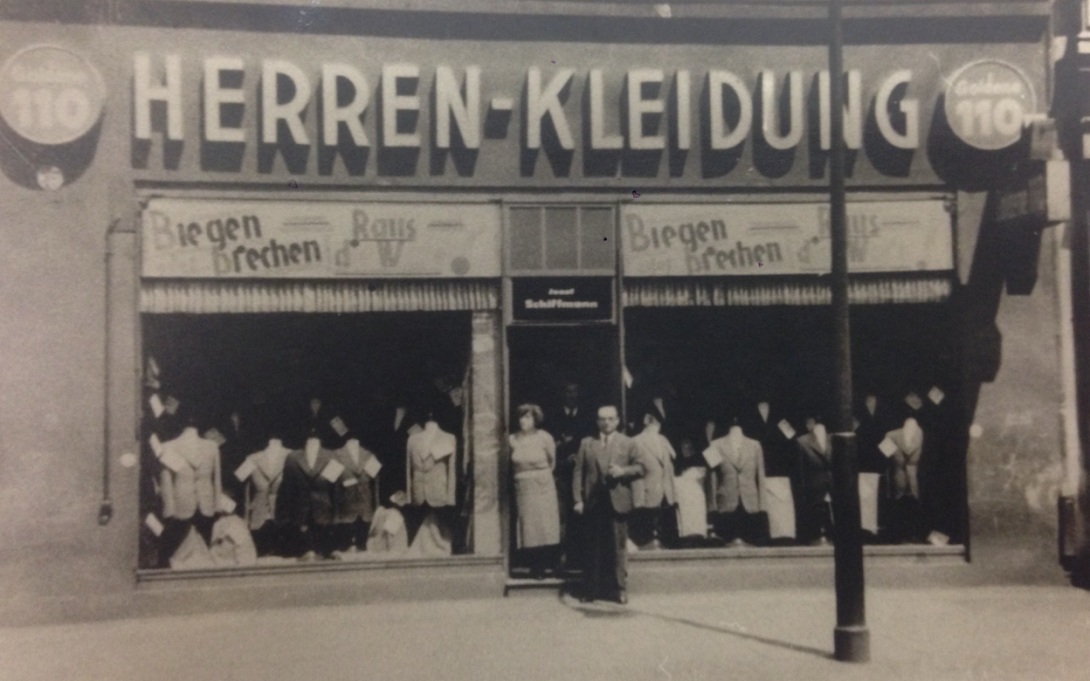 Goldene
110
HERREN-KLEIDUNG
Goldene
110
Biegen
brechen
Raus
d' W
Biegen
brechen
Raus
d' W
Josef
Schiffmann